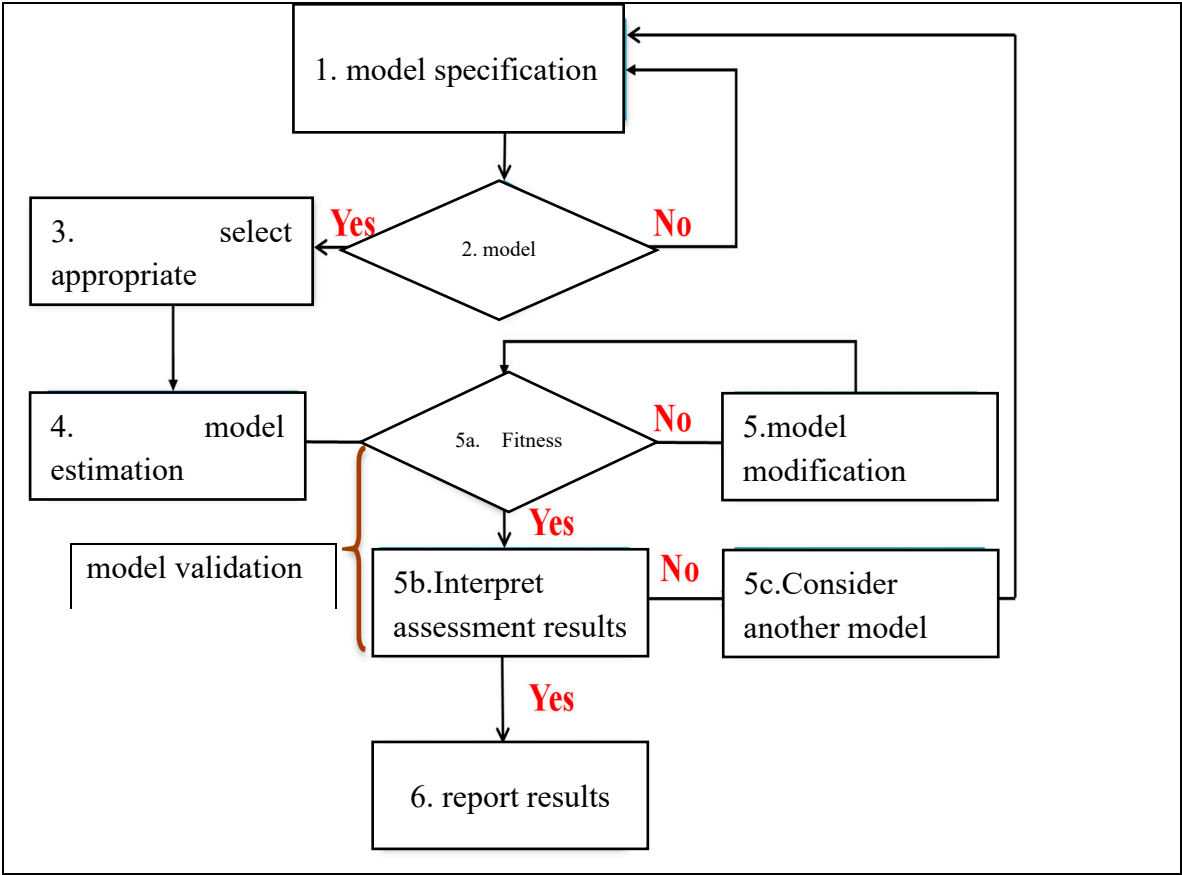 1. model specification
Yes
No
3. select
appropriate
2. model
4. model
estimation
5a. Fitness
No
5.model
modification
Yes
model validation
5b.Interpret
assessment results
No
5c.Consider
another model
Yes
6. report results